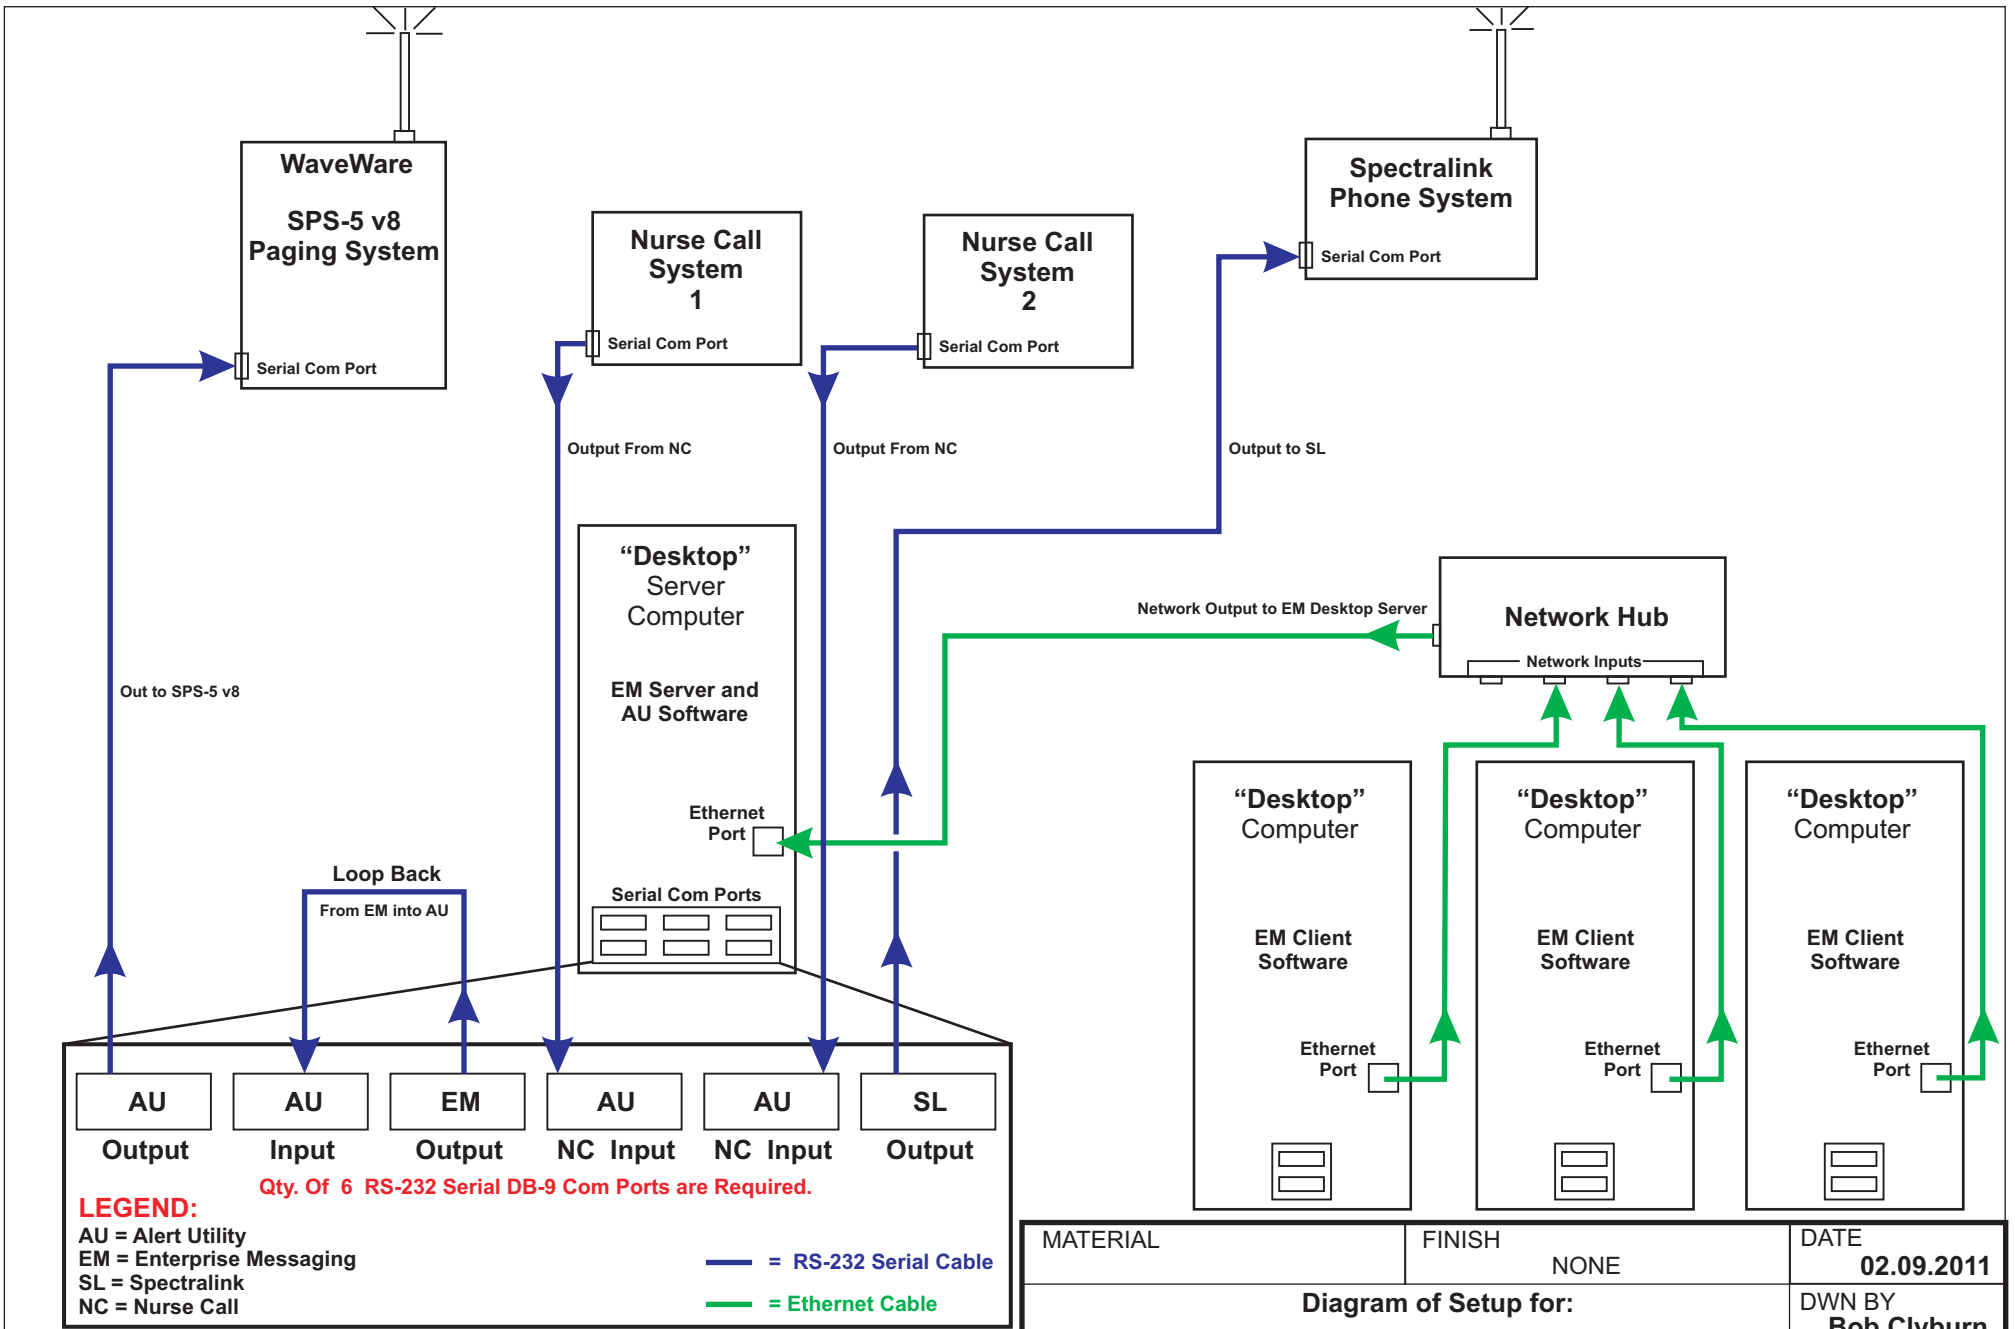 WaveWare
SPS-5 v8
Paging System
Serial Com Port
Nurse Call
System
1
Serial Com Port
Nurse Call
System
2
Serial Com Port
Spectralink
Phone System
Serial Com Port
Output From NC
Output From NC
Output to SL
Out to SPS-5 v8
“Desktop”
Server
Computer
EM Server and
AU Software
Ethernet
Port
Serial Com Ports
Network Output to EM Desktop Server
Network Hub
Network Inputs
Loop Back
From EM into AU
“Desktop”
Computer
EM Client
Software
Ethernet
Port
“Desktop”
Computer
EM Client
Software
Ethernet
Port
“Desktop”
Computer
EM Client
Software
Ethernet
Port
AU
Output
AU
Input
EM
Output
AU
NC Input
AU
NC Input
SL
Output
Qty. Of 6 RS-232 Serial DB-9 Com Ports are Required.
LEGEND:
AU = Alert Utility
EM = Enterprise Messaging
SL = Spectralink
NC = Nurse Call
= RS-232 Serial Cable
= Ethernet Cable
MATERIAL
FINISH
NONE
DATE
02.09.2011
Diagram of Setup for:
DWN BY
Bob Clyburn